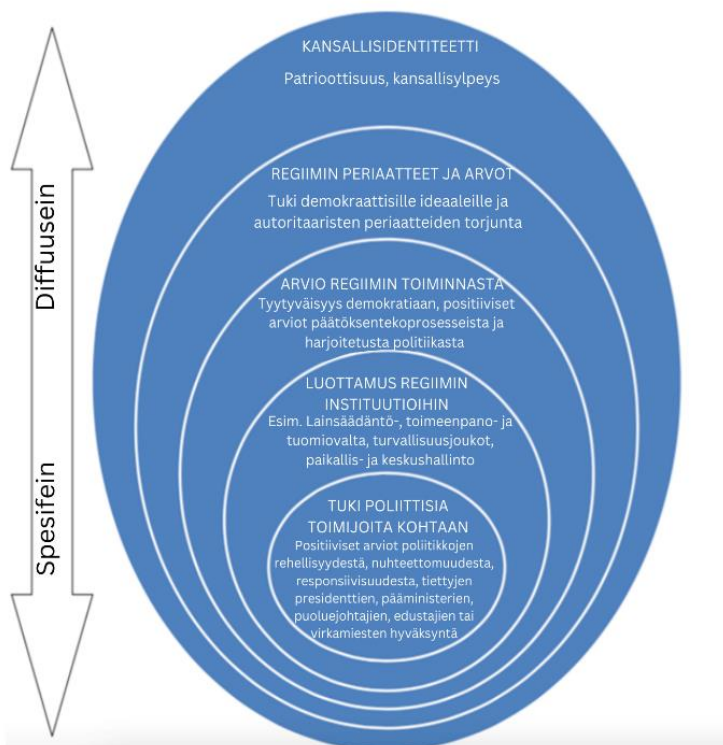 KANSALLISIDENTITEETTI
Patrioottisuus, kansallisylpeys
REGIIMIN PERIAATTEET JA ARVOT
Tuki demokraattisille ideaaleille ja
autoritaaristen periaatteiden torjunta
ARVIO REGIIMIN TOIMINNASTA
Tyytyväisyys demokratiaan, positiiviset
arviot päätöksentekoprosesseista ja
harjoitetusta politiikasta
LUOTTAMUS REGIIMIN
INSTITUUTIOIHIN
Esim. Lainsäädäntö-, toimeenpano- ja
tuomiovalta, turvallisuusjoukot,
paikallis- ja keskushallinto
TUKI POLIITTISIA
TOIMIJOITA KOHTAAN
Positiiviset arviot poliitikkojen
rehellisyydestä, nuhteettomuudesta,
responsiivisuudesta, tiettyjen
presidenttien, pääministerien,
puoluejohtajien, edustajien tai
virkamiesten hyväksyntä
Diffuusein
Spesifein